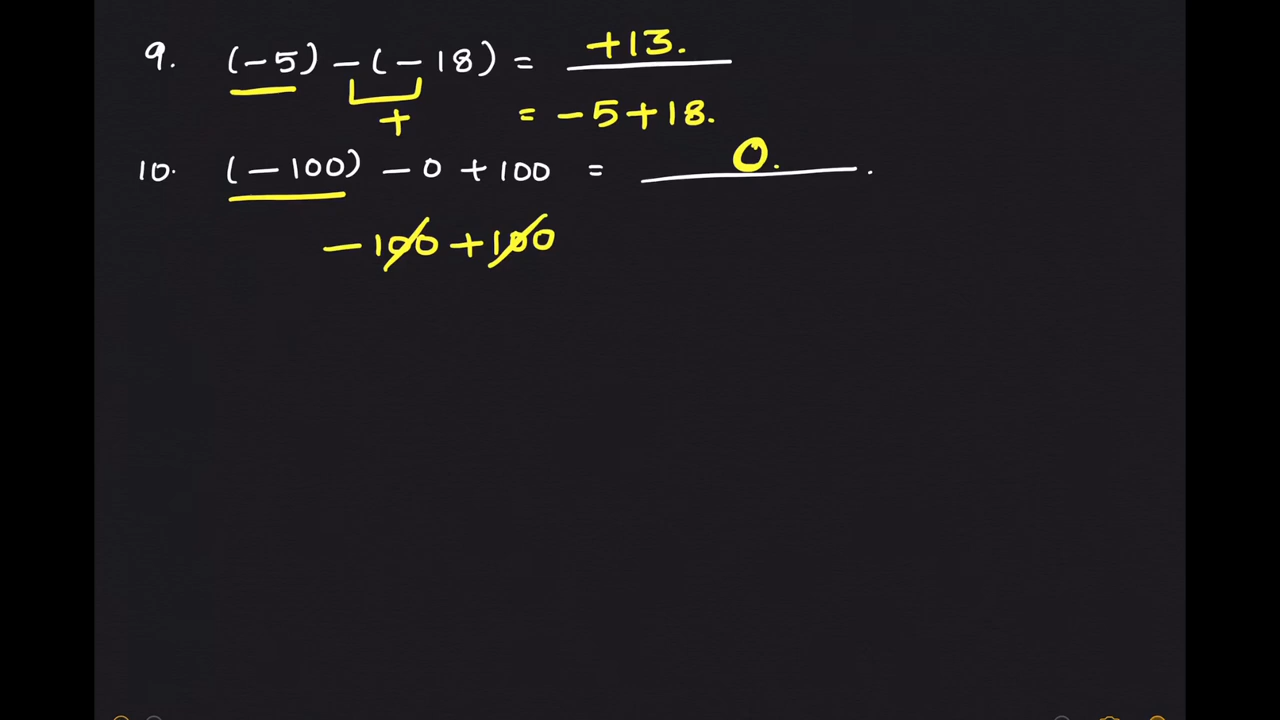 9. (-5) -(-18) = +13.
+ = -5+18.
10. (-100) - 0 + 100 = 0. .
-100 +100